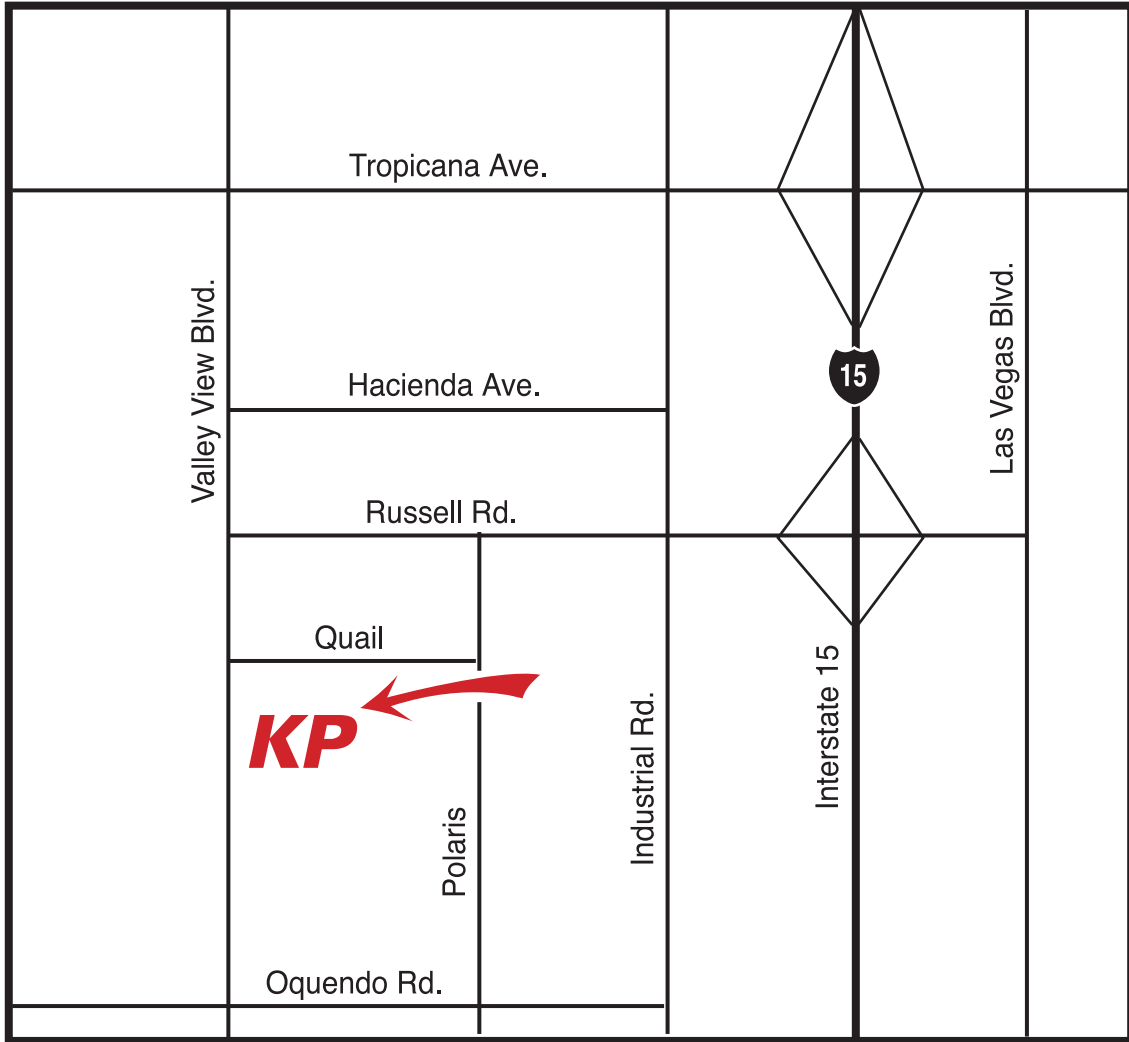 Tropicana Ave.
Valley View Blvd.
Las Vegas Blvd.
15
Hacienda Ave.
Russell Rd.
Quail
KP
Interstate 15
Industrial Rd.
Polaris
Oquendo Rd.